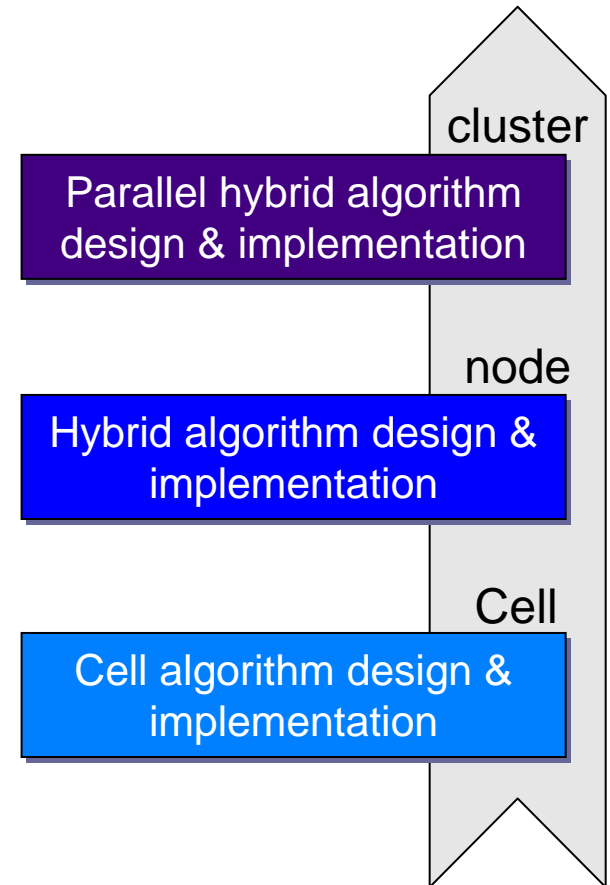 cluster
Parallel hybrid algorithm
design & implementation
node
Hybrid algorithm design &
implementation
Cell
Cell algorithm design &
implementation